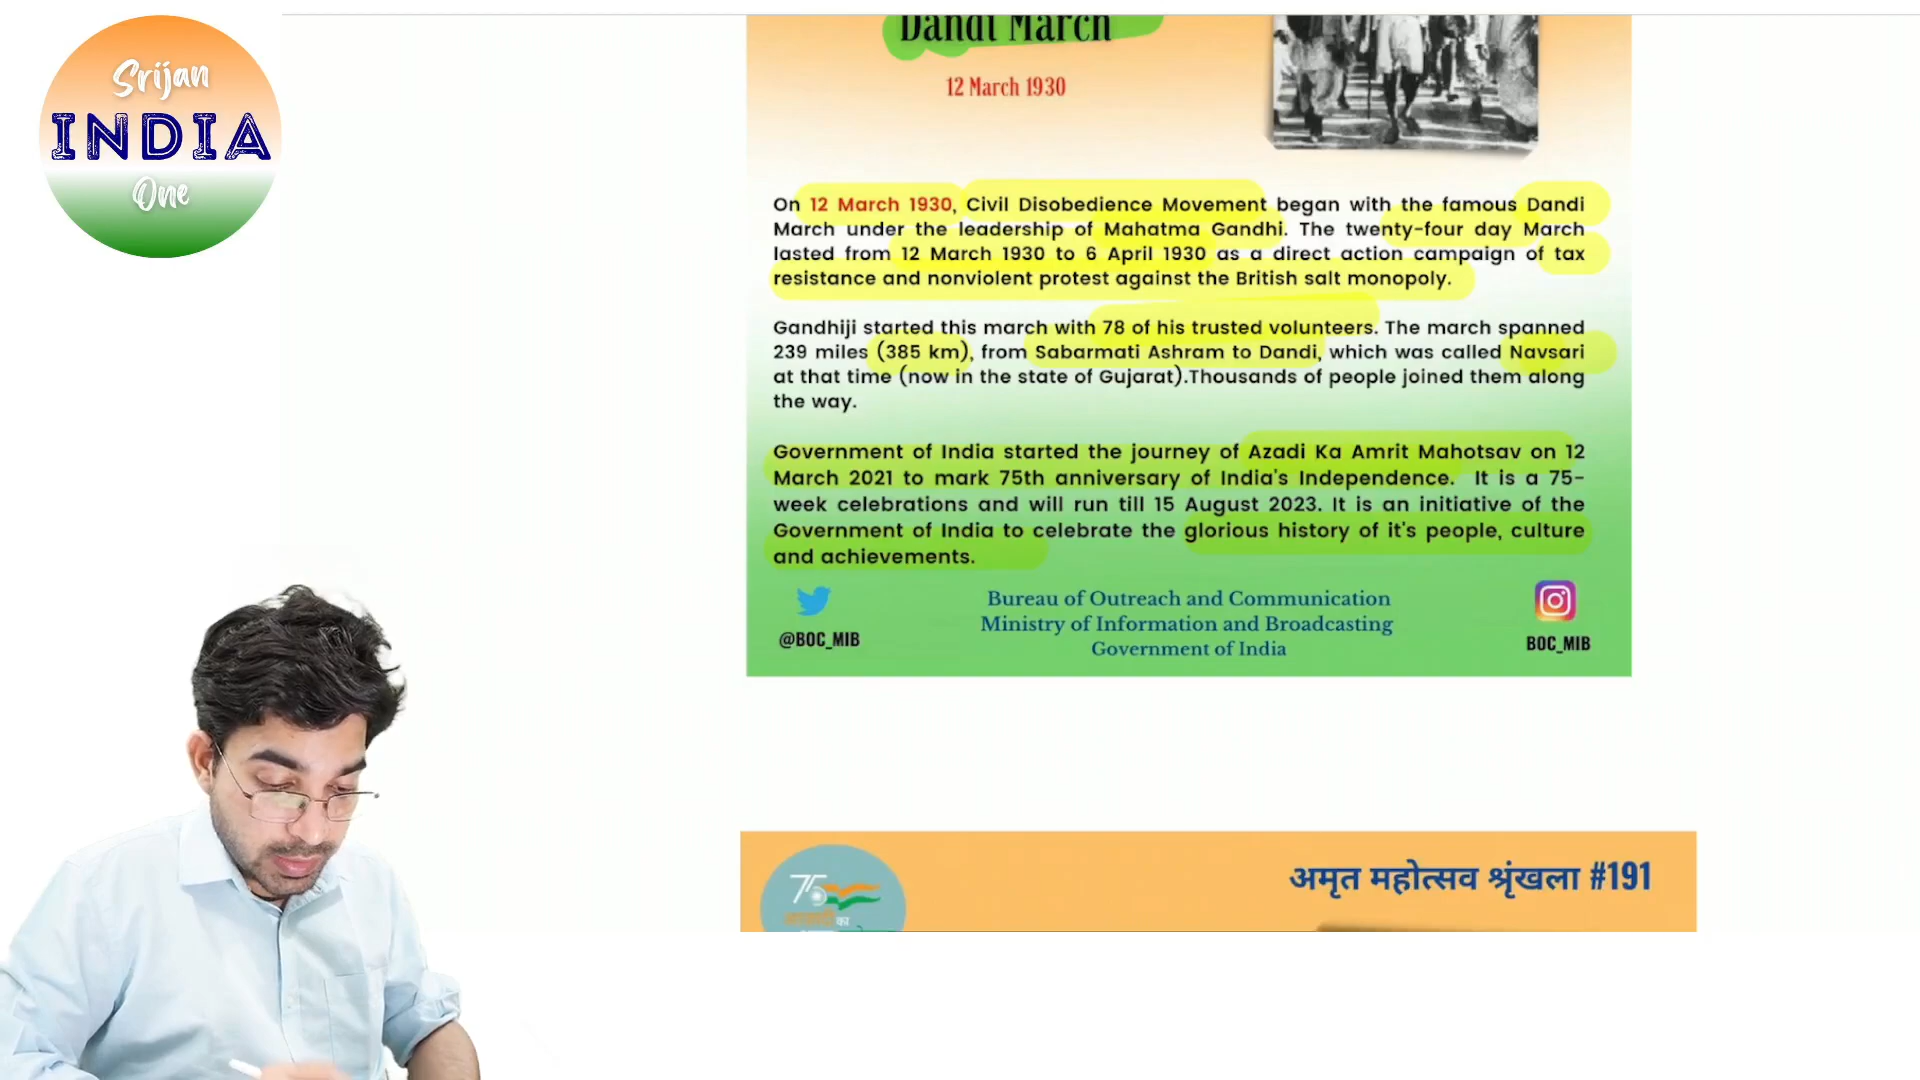 Srijan
INDIA
One
Dandi March
12 March 1930
On 12 March 1930, Civil Disobedience Movement began with the famous Dandi
March under the leadership of Mahatma Gandhi. The twenty-four day March
lasted from 12 March 1930 to 6 April 1930 as a direct action campaign of tax
resistance and nonviolent protest against the British salt monopoly.
Gandhiji started this march with 78 of his trusted volunteers. The march spanned
239 miles (385 km), from Sabarmati Ashram to Dandi, which was called Navsari
at that time (now in the state of Gujarat).Thousands of people joined them along
the way.
Government of India started the journey of Azadi Ka Amrit Mahotsav on 12
March 2021 to mark 75th anniversary of India's Independence. It is a 75-
week celebrations and will run till 15 August 2023. It is an initiative of the
Government of India to celebrate the glorious history of it's people, culture
and achievements.
@BOC_MIB
Bureau of Outreach and Communication
Ministry of Information and Broadcasting
Government of India
BOC_MIB
अमृत महोत्सव श्रृंखला #191
75
का